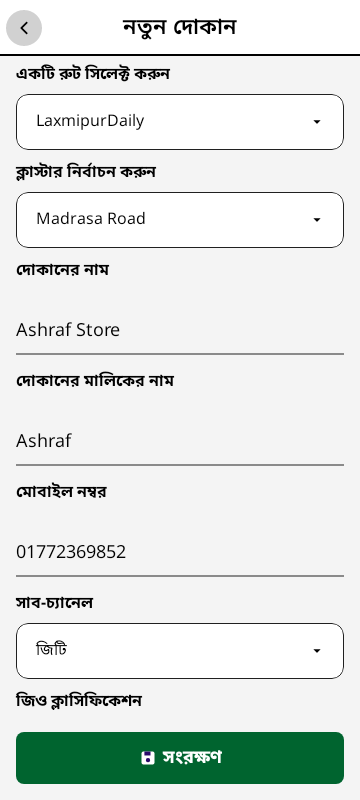 নতুন দোকান
একটি রুট সিলেক্ট করুন
LaxmipurDaily
ক্লাস্টার নির্বাচন করুন
Madrasa Road
দোকানের নাম
Ashraf Store
দোকানের মালিকের নাম
Ashraf
মোবাইল নম্বর
01772369852
সাব-চ্যানেল
জিটি
জিও ক্লাসিফিকেশন
সংরক্ষণ